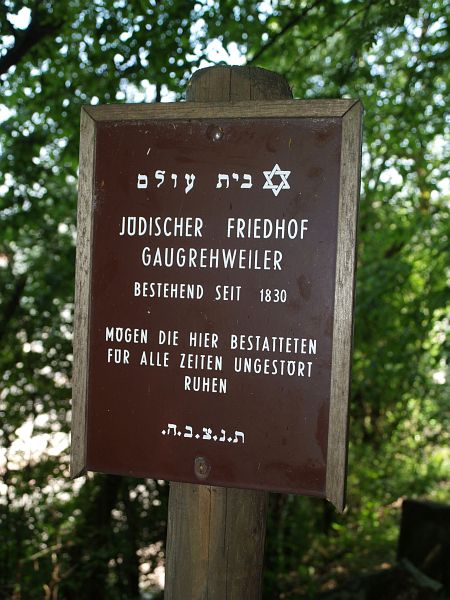 בית עולם
JÜDISCHER FRIEDHOF
GAUGREHWEILER
BESTEHEND SEIT 1830
MÖGEN DIE HIER BESTATTETEN
FÜR ALLE ZEITEN UNGESTÖRT
RUHEN
ת.נ.צ.ב.ה.